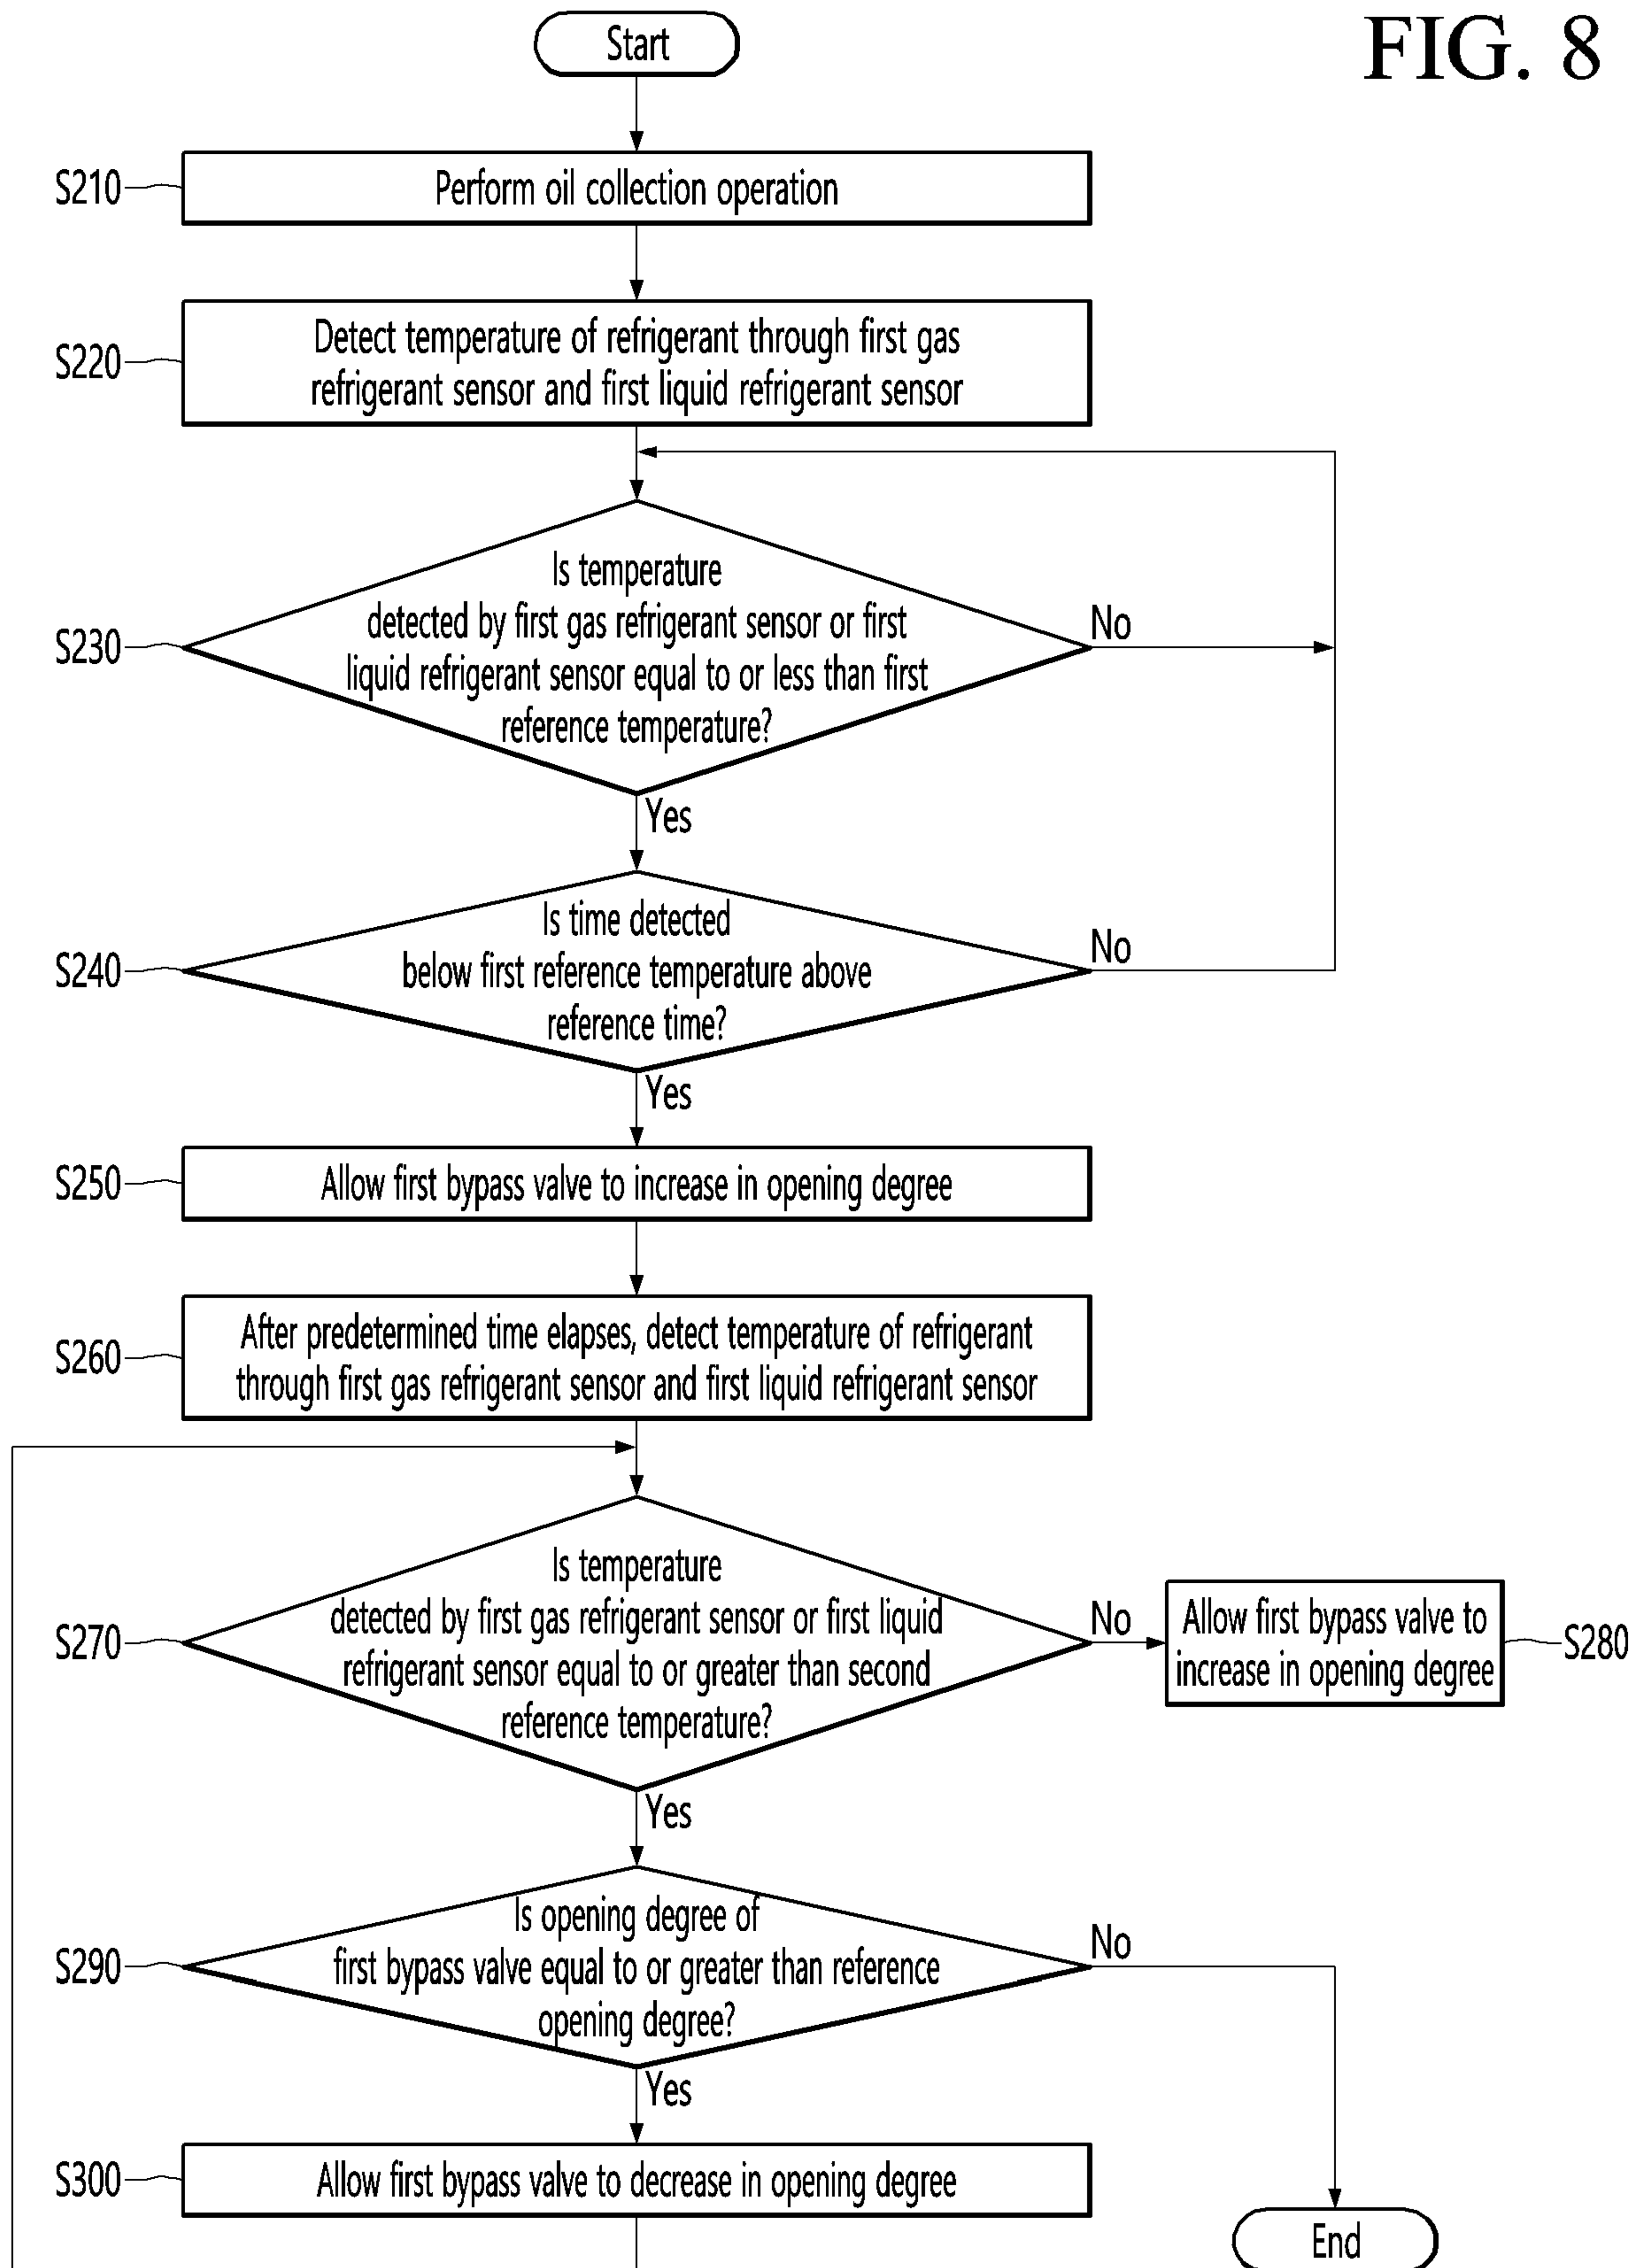 FIG. 8
Start
S210
Perform oil collection operation
S220
Detect temperature of refrigerant through first gas
refrigerant sensor and first liquid refrigerant sensor
S230
Is temperature
detected by first gas refrigerant sensor or first
liquid refrigerant sensor equal to or less than first
reference temperature?
No
Yes
S240
Is time detected
below first reference temperature above
reference time?
No
Yes
S250
Allow first bypass valve to increase in opening degree
S260
After predetermined time elapses, detect temperature of refrigerant
through first gas refrigerant sensor and first liquid refrigerant sensor
S270
Is temperature
detected by first gas refrigerant sensor or first liquid
refrigerant sensor equal to or greater than second
reference temperature?
No
Allow first bypass valve to
increase in opening degree
S280
Yes
S290
Is opening degree of
first bypass valve equal to or greater than reference
opening degree?
No
Yes
S300
Allow first bypass valve to decrease in opening degree
End